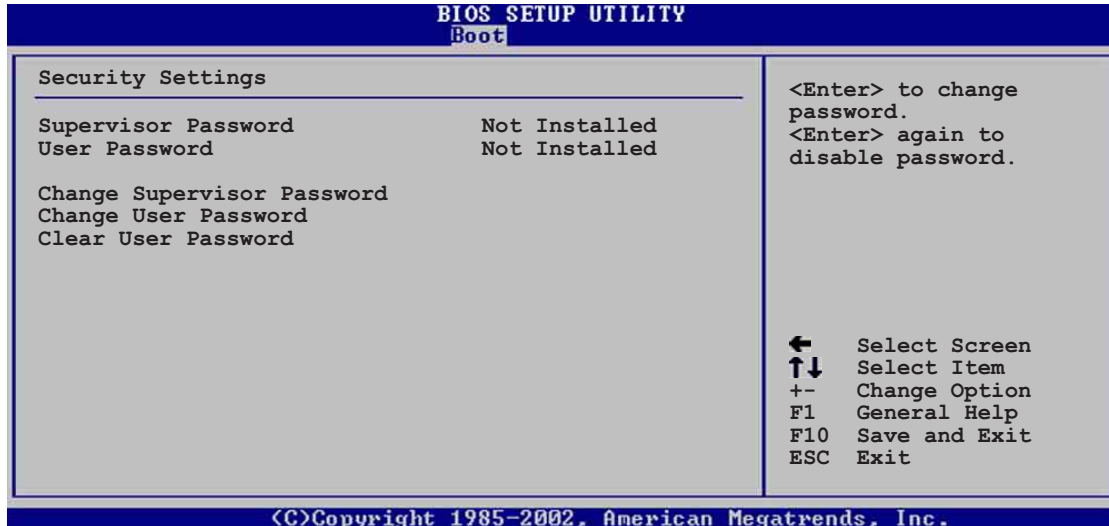 BIOS SETUP UTILITY
Boot
Security Settings
Supervisor Password Not Installed
User Password Not Installed
Change Supervisor Password
Change User Password
Clear User Password
<Enter> to change
password.
<Enter> again to
disable password.
← Select Screen
↑↓ Select Item
+- Change Option
F1 General Help
F10 Save and Exit
ESC Exit
(C)Copyright 1985-2002, American Megatrends, Inc.